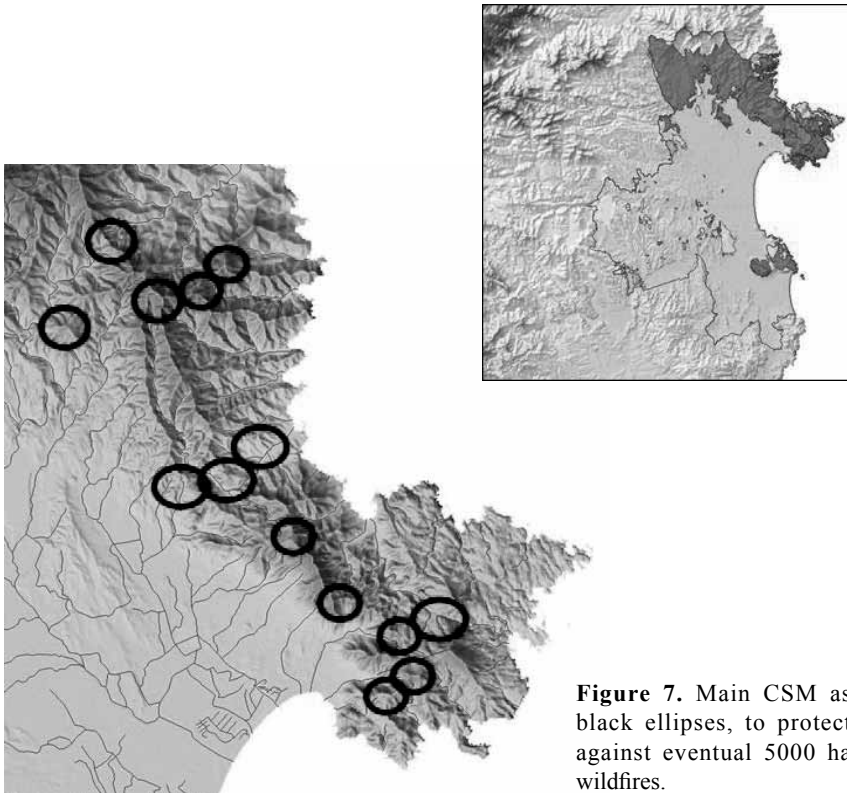 Figure 7. Main CSM as
black ellipses, to protect
against eventual 5000 ha
wildfires.